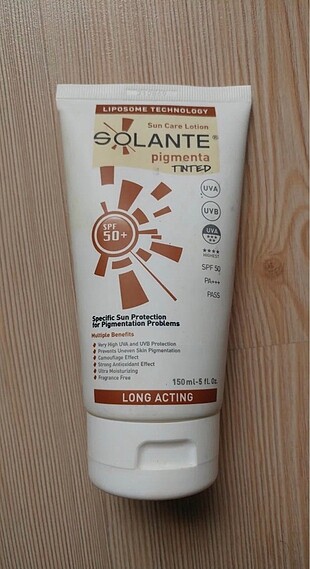 LIPOSOME TECHNOLOGY
Sun Care Lotion
SOLANTE®
pigmenta
TINTED
UVA
UVB
UVA
HIGHEST
SPF 50
PA+++
PASS
SPF
50+
Specific Sun Protection
for Pigmentation Problems
Multiple Benefits
Very High UVA and UVB Protection
Prevents Uneven Skin Pigmentation
Camouflage Effect
Strong Antioxidant Effect
Ultra Moisturizing
Fragrance Free
150 ml-5 fl. Oz.
LONG ACTING